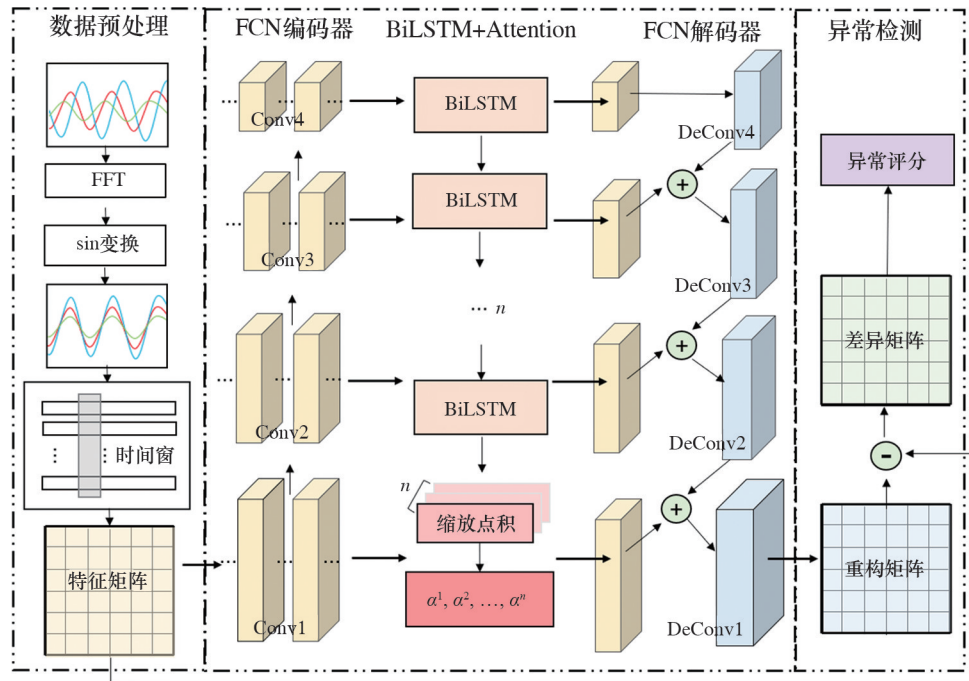 数据预处理
FFT
sin变换
⋮ ⋮ 时间窗
特征矩阵
FCN编码器
BiLSTM+Attention
FCN解码器
… … … Conv4
BiLSTM
DeConv4
… … … Conv3
BiLSTM
+
DeConv3
… n
… … … Conv2
BiLSTM
+
DeConv2
n
缩放点积
+
… … … Conv1
α¹, α², …, αⁿ
DeConv1
异常检测
异常评分
差异矩阵
-
重构矩阵